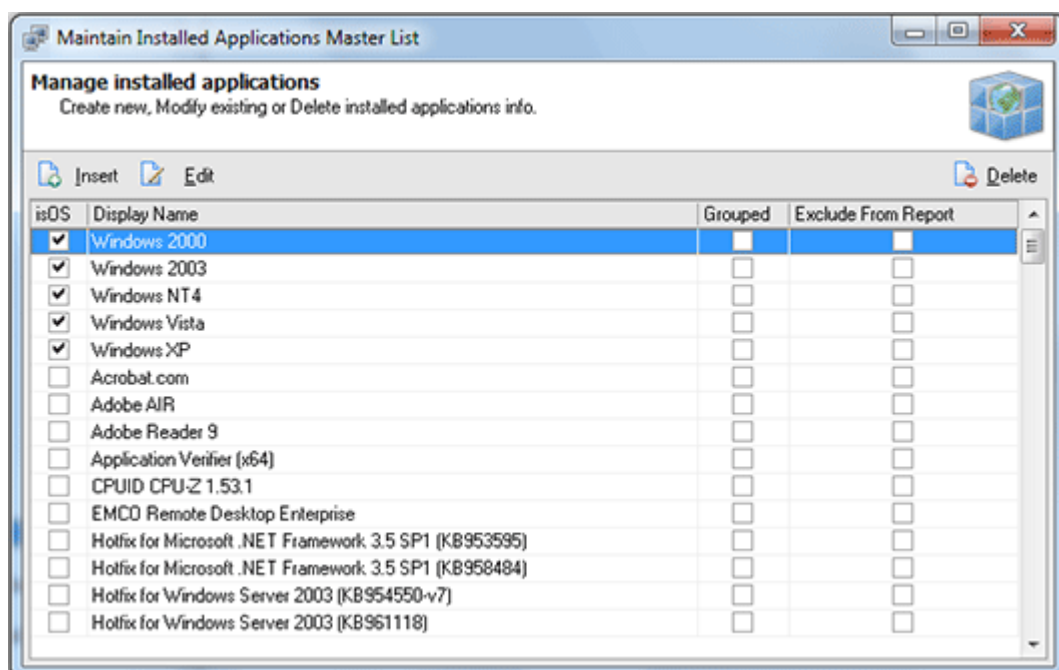 Maintain Installed Applications Master List
Manage installed applications
Create new, Modify existing or Delete installed applications info.
Insert Edit Delete
isOS Display Name Grouped Exclude From Report
Windows 2000
Windows 2003
Windows NT4
Windows Vista
Windows XP
Acrobat.com
Adobe AIR
Adobe Reader 9
Application Verifier (x64)
CPUID CPU-Z 1.53.1
EMCO Remote Desktop Enterprise
Hotfix for Microsoft .NET Framework 3.5 SP1 (KB953595)
Hotfix for Microsoft .NET Framework 3.5 SP1 (KB958484)
Hotfix for Windows Server 2003 (KB954550-v7)
Hotfix for Windows Server 2003 (KB961118)